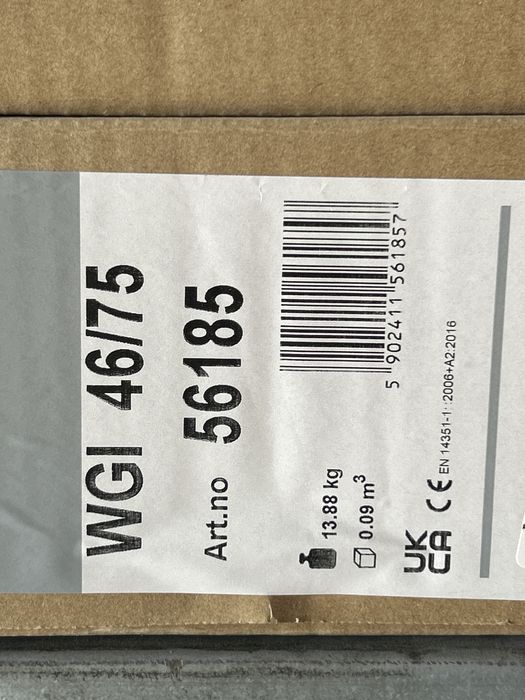 WGI 46/75
Art.no 56185
5 902411 561857
13.88 kg
0.09 m³
UK
CA CE EN 14351-1: :2006+A2:2016